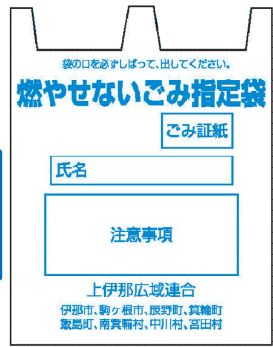 袋の口を必ずしばって、出してください。
燃やせないごみ指定袋
ごみ証紙
氏名
注意事項
上伊那広域連合
伊那市、駒ヶ根市、辰野町、箕輪町
飯島町、南箕輪村、中川村、宮田村